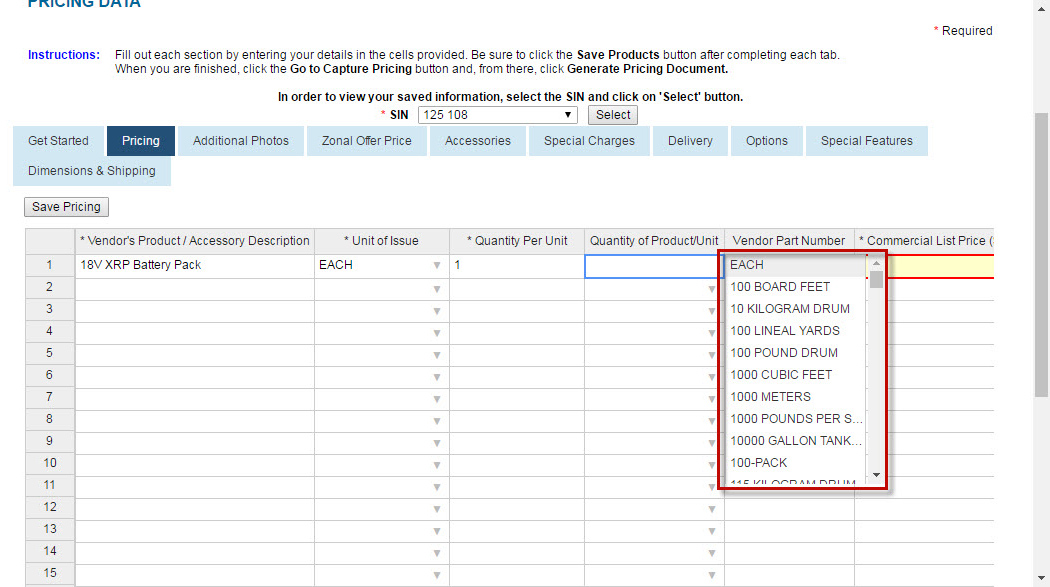 PRICING DATA
* Required
Instructions: Fill out each section by entering your details in the cells provided. Be sure to click the Save Products button after completing each tab.
When you are finished, click the Go to Capture Pricing button and, from there, click Generate Pricing Document.
In order to view your saved information, select the SIN and click on 'Select' button.
* SIN 125 108 Select
Get Started Pricing Additional Photos Zonal Offer Price Accessories Special Charges Delivery Options Special Features
Dimensions & Shipping
Save Pricing
* Vendor's Product / Accessory Description * Unit of Issue * Quantity Per Unit Quantity of Product/Unit Vendor Part Number * Commercial List Price (
1 18V XRP Battery Pack EACH 1 EACH
2 100 BOARD FEET
3 10 KILOGRAM DRUM
4 100 LINEAL YARDS
5 100 POUND DRUM
6 1000 CUBIC FEET
7 1000 METERS
8 1000 POUNDS PER S...
9 10000 GALLON TANK...
10 100-PACK
11 115 KILOGRAM DRUM
12
13
14
15